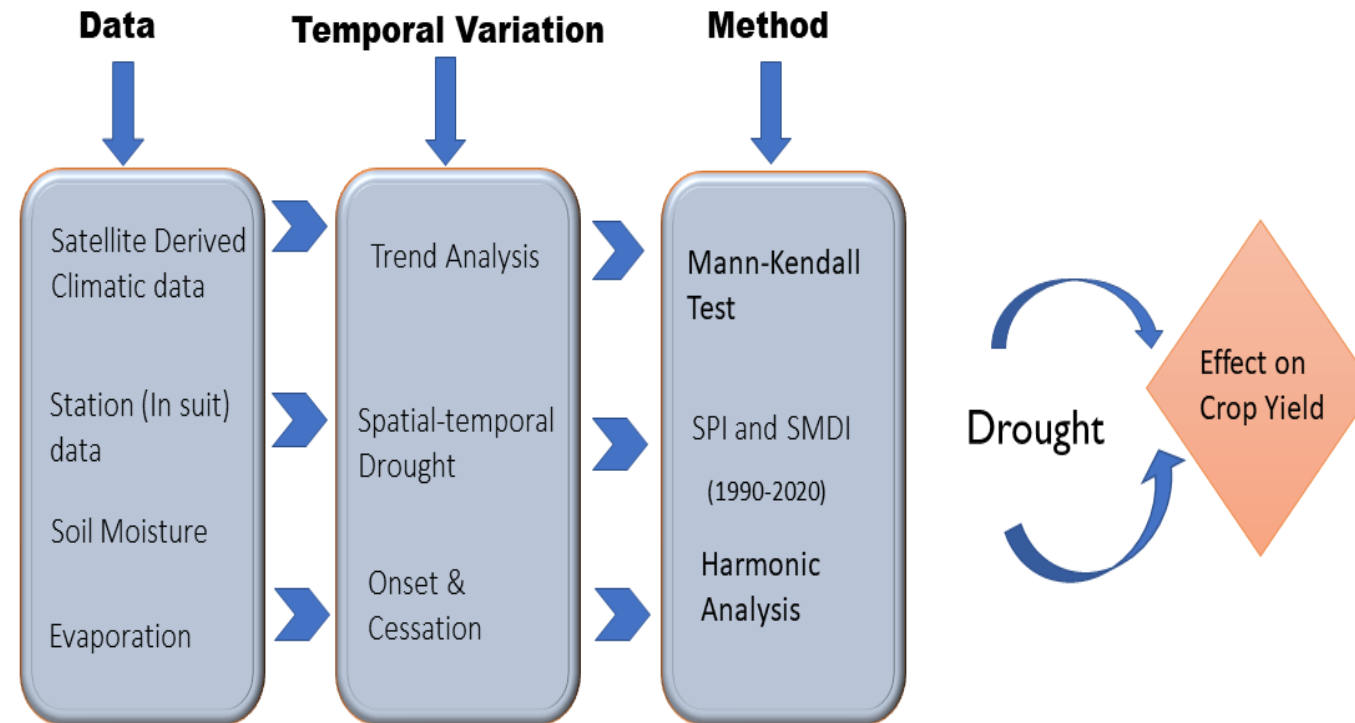 Data
Temporal Variation
Method
Satellite Derived
Climatic data
Station (In suit)
data
Soil Moisture
Evaporation
Trend Analysis
Spatial-temporal
Drought
Onset &
Cessation
Mann-Kendall
Test
SPI and SMDI
(1990-2020)
Harmonic
Analysis
Drought
Effect on
Crop Yield